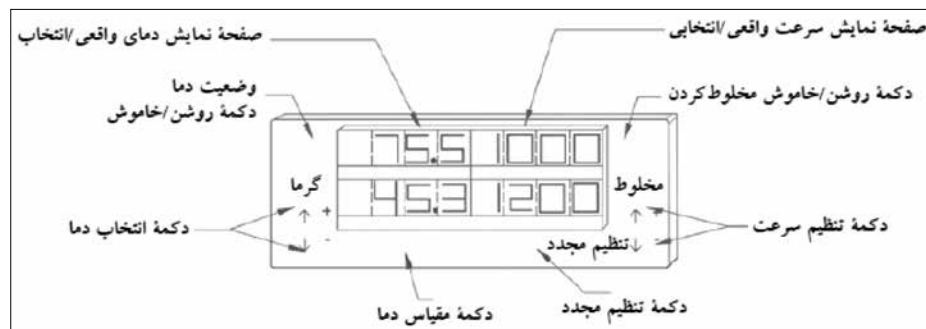 صفحهٔ نمایش سرعت واقعی/انتخابی
صفحهٔ نمایش دمای واقعی/انتخاب
وضعیت دما
دکمهٔ روشن/خاموش
دکمهٔ روشن/خاموش مخلوط کردن
75.5 1000
45.3 1200
گرما
مخلوط
+
-
+
-
دکمهٔ انتخاب دما
دکمهٔ تنظیم سرعت
تنظیم مجدد
دکمهٔ مقیاس دما
دکمهٔ تنظیم مجدد